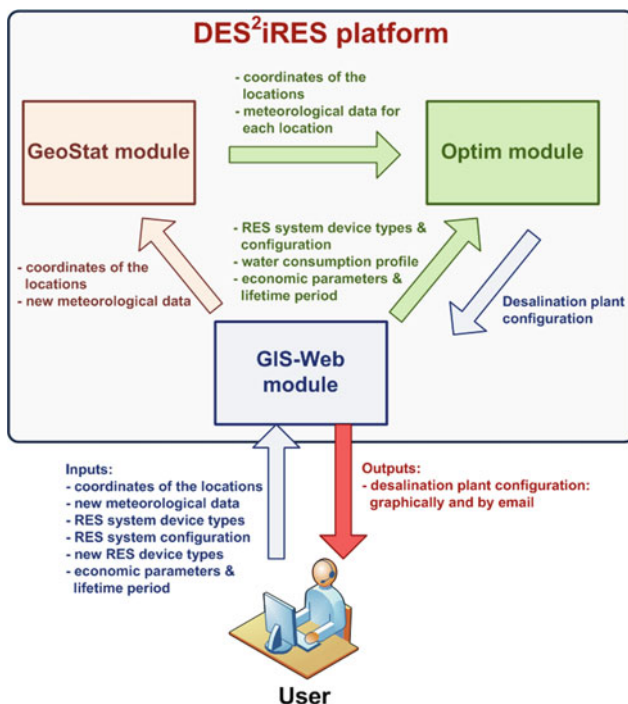 DES²iRES platform
- coordinates of the
locations
- meteorological data for
each location
GeoStat module
Optim module
- RES system device types &
configuration
- water consumption profile
- economic parameters &
lifetime period
- coordinates of the
locations
- new meteorological data
Desalination plant
configuration
GIS-Web
module
Inputs:
- coordinates of the locations
- new meteorological data
- RES system device types
- RES system configuration
- new RES device types
- economic parameters &
lifetime period
Outputs:
- desalination plant configuration:
graphically and by email
User